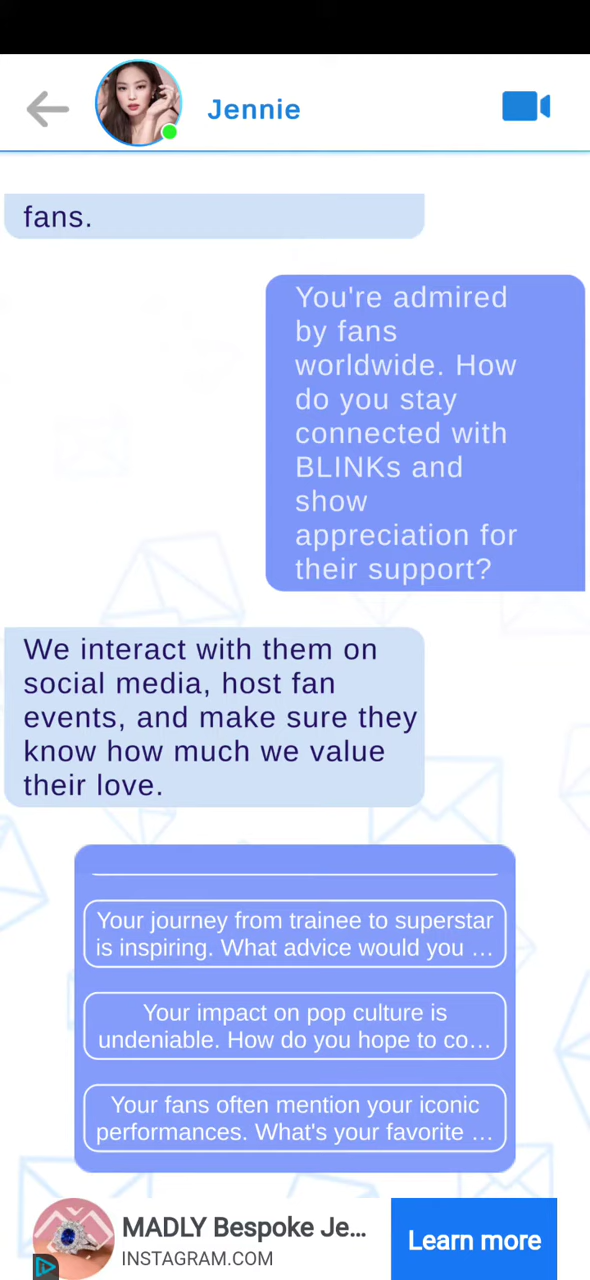 Jennie
fans.
You're admired
by fans
worldwide. How
do you stay
connected with
BLINKs and
show
appreciation for
their support?
We interact with them on
social media, host fan
events, and make sure they
know how much we value
their love.
Your journey from trainee to superstar
is inspiring. What advice would you ...
Your impact on pop culture is
undeniable. How do you hope to co...
Your fans often mention your iconic
performances. What's your favorite ...
MADLY Bespoke Je...
INSTAGRAM.COM
Learn more